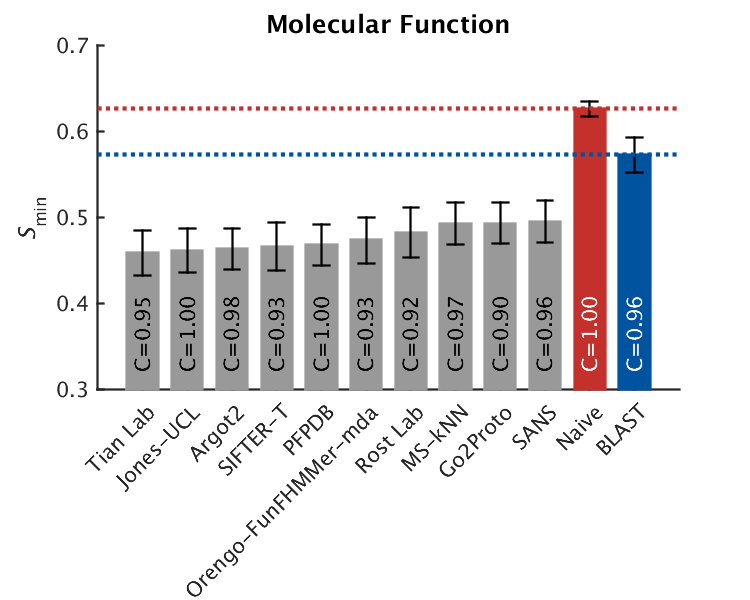 Molecular Function
0.7
0.6
0.5
0.4
0.3
Smin
C=0.95
C=1.00
C=0.98
C=0.93
C=1.00
C=0.93
C=0.92
C=0.97
C=0.90
C=0.96
C=1.00
C=0.96
Tian Lab
Jones-UCL
Argot2
SIFTER-T
PFPDB
Orengo-FunFHMMer-mda
Rost Lab
MS-kNN
Go2Proto
SANS
Naive
BLAST